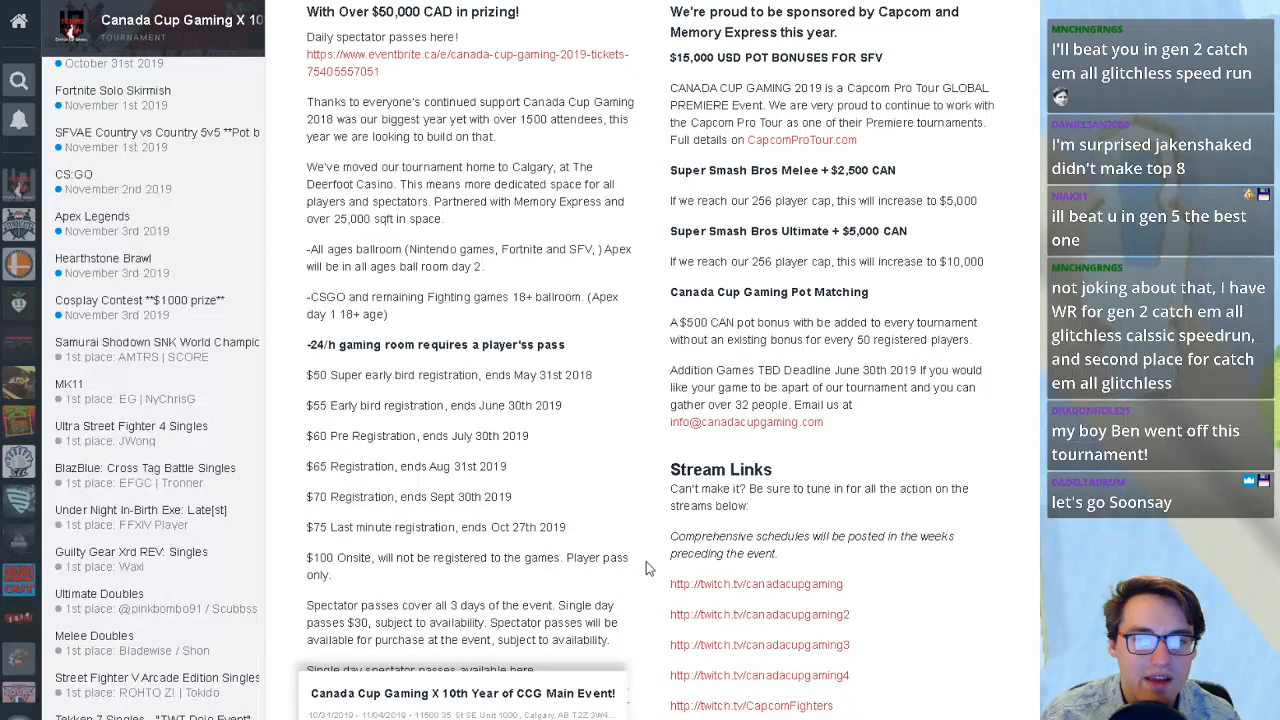 Canada Cup Gaming X 10
TOURNAMENT
October 31st 2019
Fortnite Solo Skirmish
November 1st 2019
SFVAE Country vs Country 5v5 **Pot b
November 1st 2019
CS:GO
November 2nd 2019
Apex Legends
November 3rd 2019
Hearthstone Brawl
November 3rd 2019
Cosplay Contest **$1000 prize**
November 3rd 2019
Samurai Shodown SNK World Champic
1st place: AMTRS | SCORE
MK11
1st place: EG | NyChrisG
Ultra Street Fighter 4 Singles
1st place: JWong
BlazBlue: Cross Tag Battle Singles
1st place: EFGC | Tronner
Under Night In-Birth Exe: Late[st]
1st place: FFXIV Player
Guilty Gear Xrd REV: Singles
1st place: Waxl
Ultimate Doubles
1st place: @pinkbombo91 / Scubbss
Melee Doubles
1st place: Bladewise / Shon
Street Fighter V Arcade Edition Singles
1st place: ROHTO Z! | Tokido
Tekken 7 Singles - "TWT Dojo Event"
With Over $50,000 CAD in prizing!
Daily spectator passes here!
https://www.eventbrite.ca/e/canada-cup-gaming-2019-tickets-
75405557051
Thanks to everyone's continued support Canada Cup Gaming
2018 was our biggest year yet with over 1500 attendees, this
year we are looking to build on that.
We've moved our tournament home to Calgary, at The
Deerfoot Casino. This means more dedicated space for all
players and spectators. Partnered with Memory Express and
over 25,000 sqft in space.
-All ages ballroom (Nintendo games, Fortnite and SFV, ) Apex
will be in all ages ball room day 2.
-CSGO and remaining Fighting games 18+ ballroom. (Apex
day 1 18+ age)
-24/h gaming room requires a player'ss pass
$50 Super early bird registration, ends May 31st 2018
$55 Early bird registration, ends June 30th 2019
$60 Pre Registration, ends July 30th 2019
$65 Registration, ends Aug 31st 2019
$70 Registration, ends Sept 30th 2019
$75 Last minute registration, ends Oct 27th 2019
$100 Onsite, will not be registered to the games. Player pass
only.
Spectator passes cover all 3 days of the event. Single day
passes $30, subject to availability. Spectator passes will be
available for purchase at the event, subject to availability.
Single day spectator passes available here
Canada Cup Gaming X 10th Year of CCG Main Event!
10/31/2019 - 11/04/2019 • 11500 35 St SE Unit 1000, Calgary, AB T2Z 3W4...
We're proud to be sponsored by Capcom and
Memory Express this year.
$15,000 USD POT BONUSES FOR SFV
CANADA CUP GAMING 2019 is a Capcom Pro Tour GLOBAL
PREMIERE Event. We are very proud to continue to work with
the Capcom Pro Tour as one of their Premiere tournaments.
Full details on CapcomProTour.com
Super Smash Bros Melee + $2,500 CAN
If we reach our 256 player cap, this will increase to $5,000
Super Smash Bros Ultimate + $5,000 CAN
If we reach our 256 player cap, this will increase to $10,000
Canada Cup Gaming Pot Matching
A $500 CAN pot bonus with be added to every tournament
without an existing bonus for every 50 registered players.
Addition Games TBD Deadline June 30th 2019 If you would
like your game to be apart of our tournament and you can
gather over 32 people. Email us at
info@canadacupgaming.com
Stream Links
Can't make it? Be sure to tune in for all the action on the
streams below:
Comprehensive schedules will be posted in the weeks
preceding the event.
http://twitch.tv/canadacupgaming
http://twitch.tv/canadacupgaming2
http://twitch.tv/canadacupgaming3
http://twitch.tv/canadacupgaming4
http://twitch.tv/CapcomFighters
MNCHNGRNGS
I'll beat you in gen 2 catch
em all glitchless speed run
DANIELSAN2006
I'm surprised jakenshaked
didn't make top 8
NIAK81
ill beat u in gen 5 the best
one
MNCHNGRNGS
not joking about that, I have
WR for gen 2 catch em all
glitchless calssic speedrun,
and second place for catch
em all glitchless
DRAGONHOLE21
my boy Ben went off this
tournament!
DADELTAORUM
let's go Soonsay